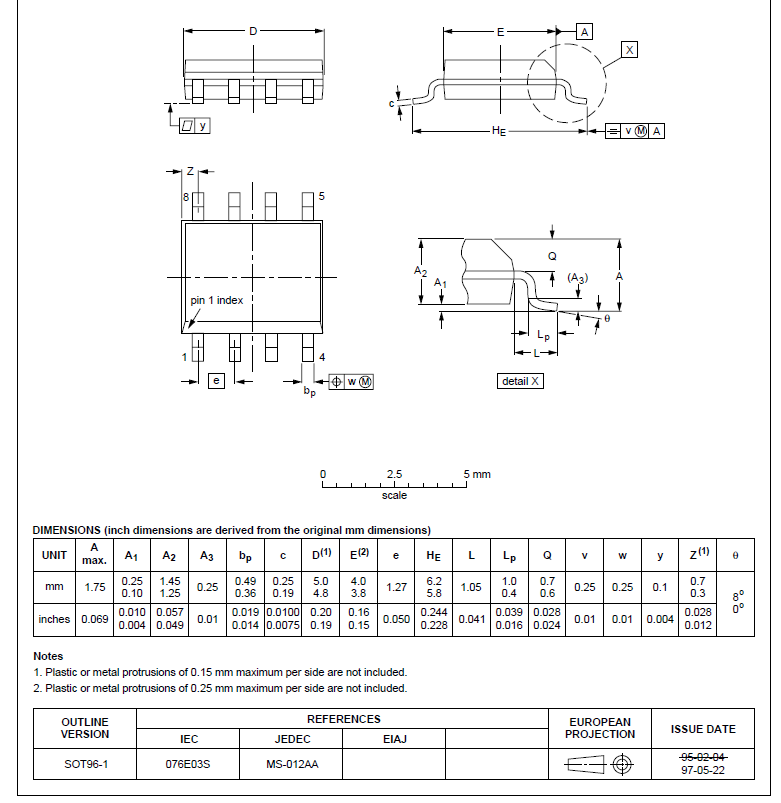 D
y
E
A
X
c
HE
v M A
Z
8
5
pin 1 index
1
4
e
bp
w M
A2
A1
Q
(A3)
A
θ
Lp
L
detail X
0 2.5 5 mm
scale
DIMENSIONS (inch dimensions are derived from the original mm dimensions)
UNIT A max. A1 A2 A3 bp c D(1) E(2) e HE L Lp Q v w y Z(1) θ
mm 1.75 0.25 0.10 1.45 1.25 0.25 0.49 0.36 0.25 0.19 5.0 4.8 4.0 3.8 1.27 6.2 5.8 1.05 1.0 0.4 0.7 0.6 0.25 0.25 0.1 0.7 0.3 8° 0°
inches 0.069 0.010 0.004 0.057 0.049 0.01 0.019 0.014 0.0100 0.0075 0.20 0.19 0.16 0.15 0.050 0.244 0.228 0.041 0.039 0.016 0.028 0.024 0.01 0.01 0.004 0.028 0.012
Notes
1. Plastic or metal protrusions of 0.15 mm maximum per side are not included.
2. Plastic or metal protrusions of 0.25 mm maximum per side are not included.
OUTLINE VERSION REFERENCES EUROPEAN PROJECTION ISSUE DATE
IEC JEDEC EIAJ
SOT96-1 076E03S MS-012AA 95-02-04
97-05-22